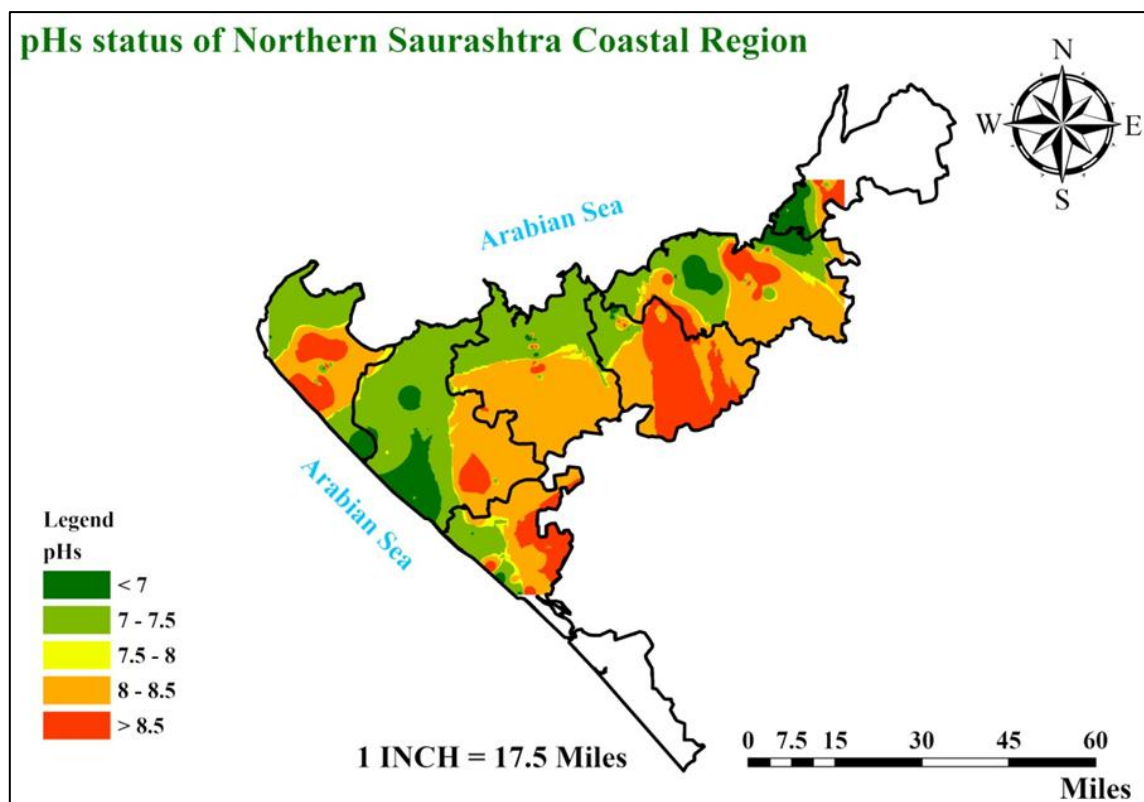 pHs status of Northern Saurashtra Coastal Region
N
W E
S
Arabian Sea
Arabian Sea
Legend
pHs
< 7
7 - 7.5
7.5 - 8
8 - 8.5
> 8.5
1 INCH = 17.5 Miles
0 7.5 15 30 45 60
Miles